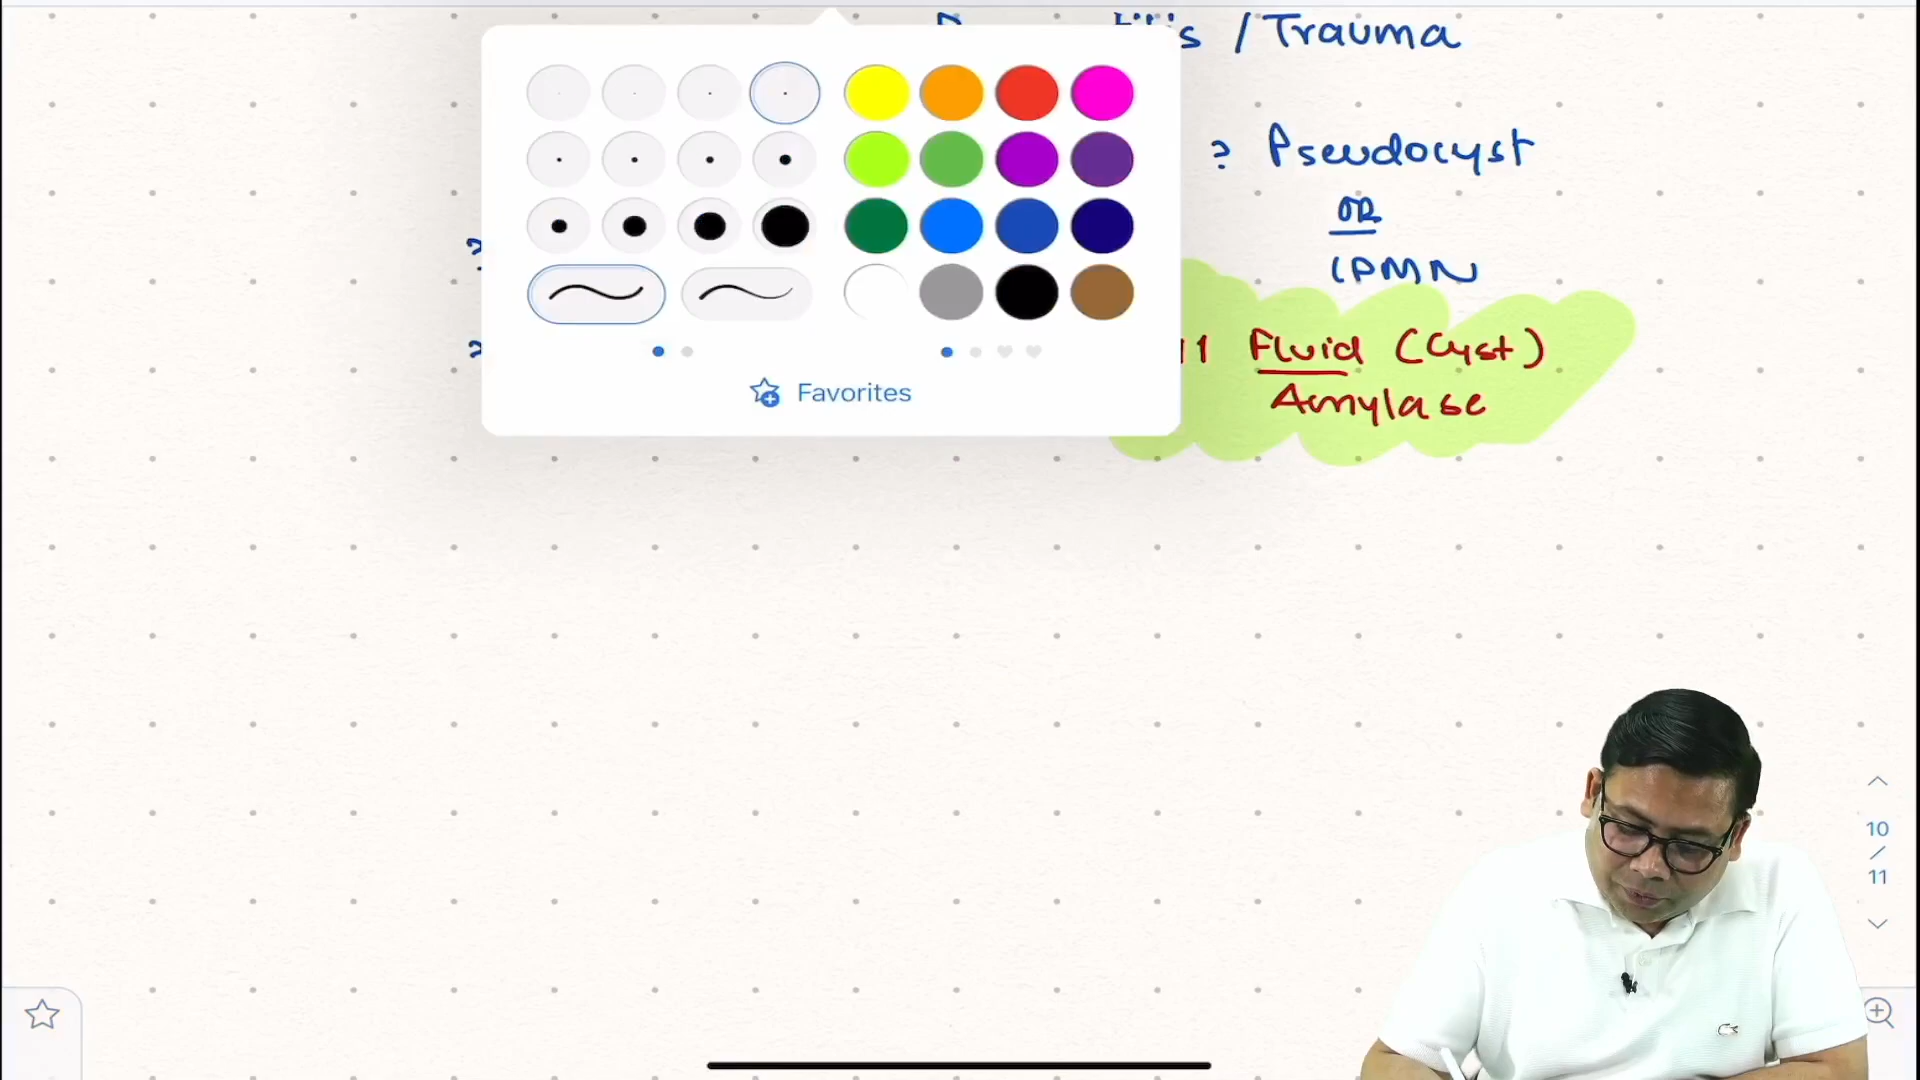 / Trauma
? Pseudocyst
OR
IPMN
?
↑↑ Fluid (Cyst)
?
Amylase
Favorites
10
/
11